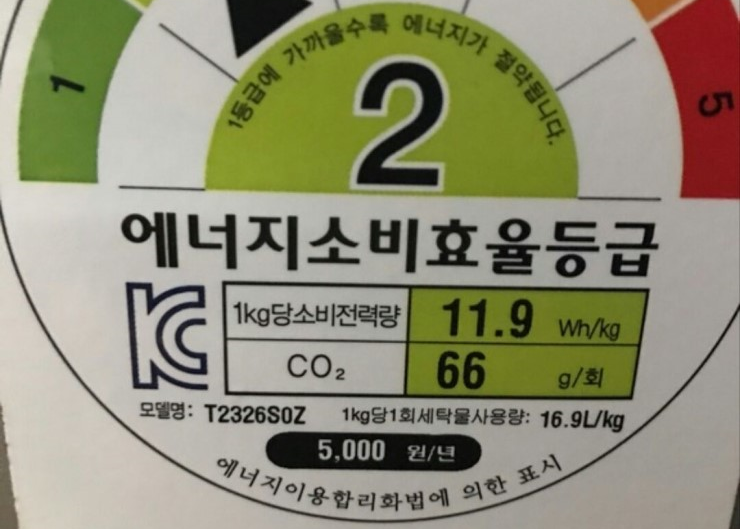 1등급에 가까울수록 에너지가 절약됩니다.
1
2
5
에너지소비효율등급
KC
1kg당소비전력량 11.9 Wh/kg
CO₂ 66 g/회
모델명: T2326S0Z 1kg당1회세탁물사용량: 16.9L/kg
5,000 원/년
에너지이용합리화법에 의한 표시